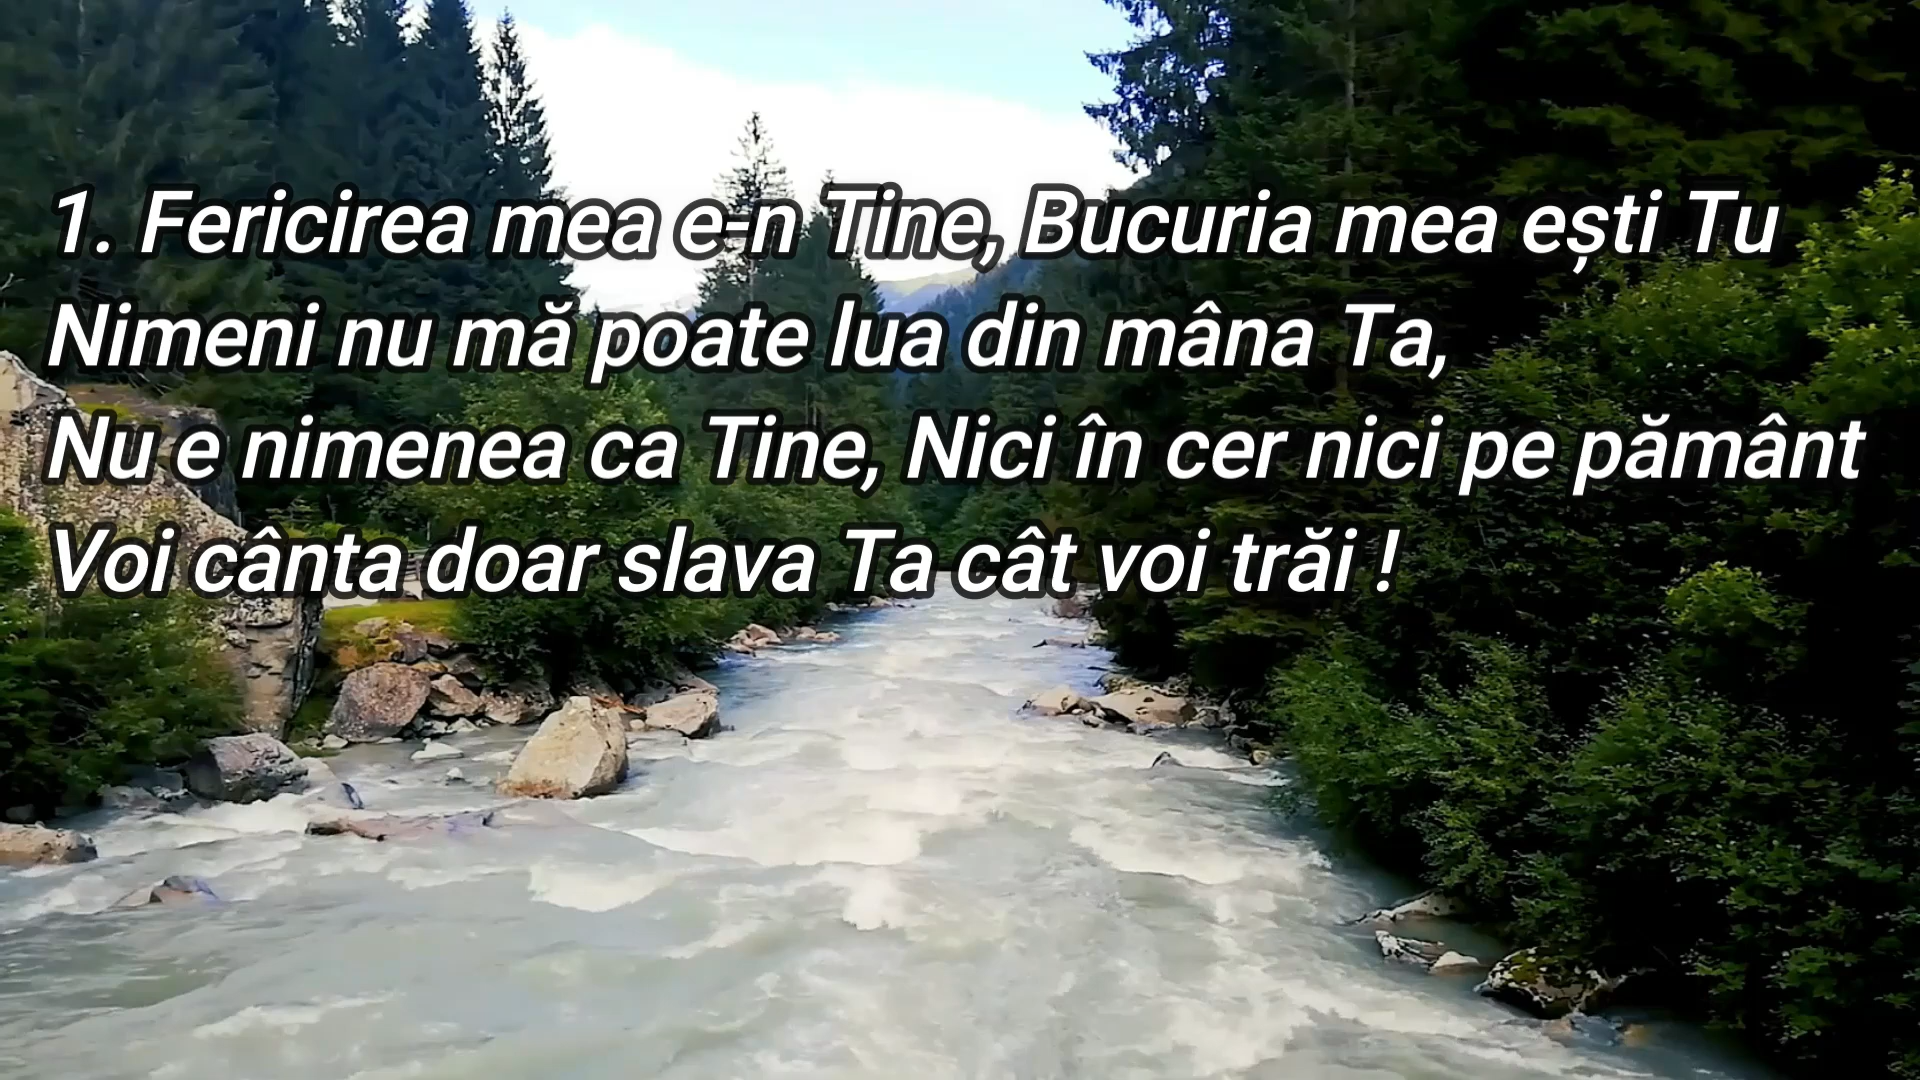 1. Fericirea mea e-n Tine, Bucuria mea ești Tu
Nimeni nu mă poate lua din mâna Ta,
Nu e nimenea ca Tine, Nici în cer nici pe pământ
Voi cânta doar slava Ta cât voi trăi !